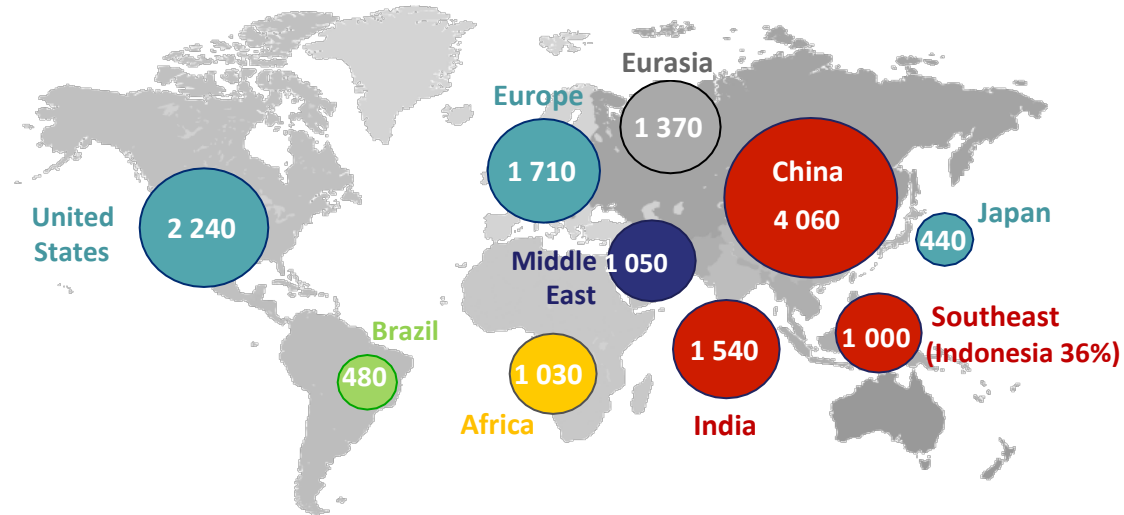 Eurasia
1 370
Europe
1 710
China
4 060
United
States
2 240
Japan
440
Middle
East
1 050
Brazil
480
Africa
1 030
India
1 540
Southeast
(Indonesia 36%)
1 000